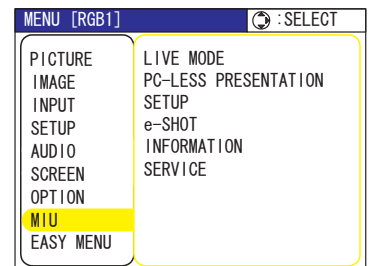 MENU [RGB1] :SELECT
PICTURE
IMAGE
INPUT
SETUP
AUDIO
SCREEN
OPTION
MIU
EASY MENU
LIVE MODE
PC-LESS PRESENTATION
SETUP
e-SHOT
INFORMATION
SERVICE